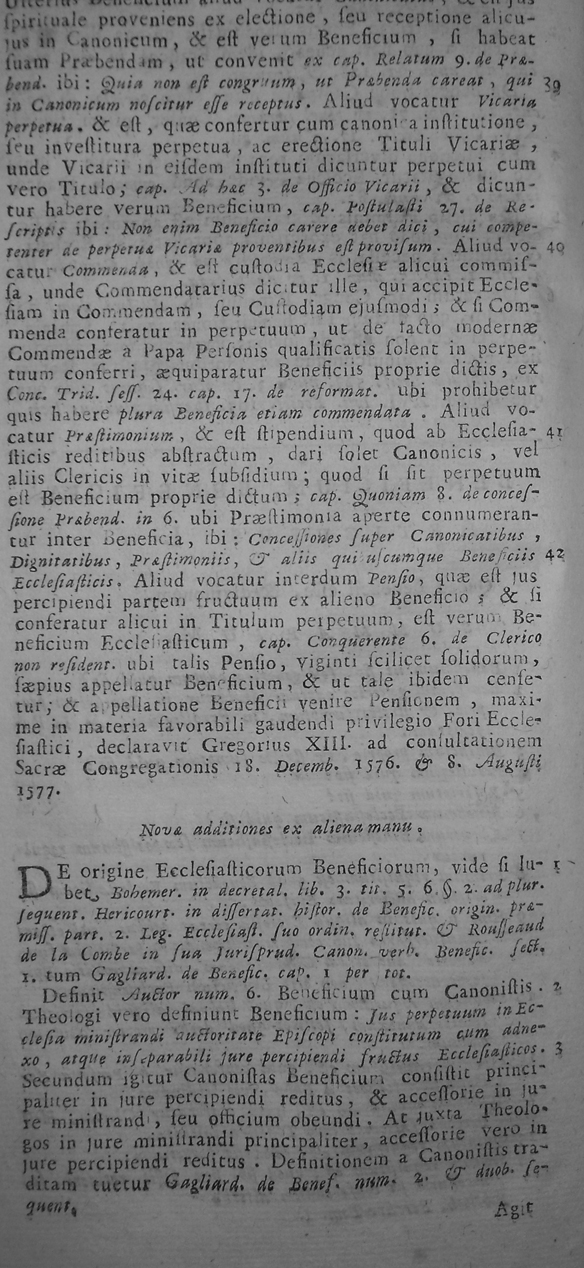 ſpirituale proveniens ex electione, ſeu receptione alicu-
jus in Canonicum, & eſt verum Beneficium, ſi habeat
ſuam Præbendam, ut convenit ex cap. Relatum 9. de Præ-
bend. ibi: Quia non eſt congruum, ut Præbenda careat, qui 39
in Canonicum noſcitur eſſe receptus. Aliud vocatur Vicaria
perpetua. & eſt, quæ confertur cum canonica inſtitutione,
ſeu inveſtitura perpetua, ac erectione Tituli Vicariæ,
unde Vicarii in eiſdem inſtituti dicuntur perpetui cum
vero Titulo; cap. Ad hæc 3. de Officio Vicarii, & dicun-
tur habere verum Beneficium, cap. Poſtulaſti 27. de Re-
ſcriptis ibi: Non enim Beneficio carere debet dici, cui compe-
tenter de perpetuæ Vicariæ proventibus eſt proviſum. Aliud vo- 40
catur Commenda, & eſt cuſtodia Eccleſiæ alicui commiſ-
ſa, unde Commendatarius dicitur ille, qui accipit Eccle-
ſiam in Commendam, ſeu Cuſtodiam ejuſmodi; & ſi Com-
menda conferatur in perpetuum, ut de facto modernæ
Commendæ a Papa Perſonis qualificatis ſolent in perpe-
tuum conferri, æquiparatur Beneficiis proprie dictis, ex
Conc. Trid. ſeſſ. 24. cap. 17. de reformat. ubi prohibetur
quis habere plura Beneficia etiam commendata. Aliud vo-
catur Præſtimonium, & eſt ſtipendium, quod ab Eccleſia- 41
ſticis reditibus abſtractum, dari ſolet Canonicis, vel
aliis Clericis in vitæ ſubſidium; quod ſi ſit perpetuum
eſt Beneficium proprie dictum; cap. Quoniam 8. de conceſ-
ſione Præbend. in 6. ubi Præſtimonia aperte connumeran-
tur inter Beneficia, ibi: Conceſſiones ſuper Canonicatibus,
Dignitatibus, Præſtimoniis, & aliis quibuſcumque Beneficiis 42
Eccleſiaſticis. Aliud vocatur interdum Penſio, quæ eſt jus
percipiendi partem fructuum ex alieno Beneficio; & ſi
conferatur alicui in Titulum perpetuum, eſt verum Be-
neficium Eccleſiaſticum, cap. Conquerente 6. de Clerico
non reſident. ubi talis Penſio, viginti ſcilicet ſolidorum,
ſæpius appellatur Beneficium, & ut tale ibidem cenſe-
tur; & appellatione Beneficii venire Penſionem, maxi-
me in materia favorabili gaudendi privilegio Fori Eccle-
ſiaſtici, declaravit Gregorius XIII. ad conſultationem
Sacræ Congregationis 18. Decemb. 1576. & 8. Auguſti
1577.
Novæ additiones ex aliena manu.
DE origine Eccleſiaſticorum Beneficiorum, vide ſi lu- 1
bet, Bohemer. in decretal. lib. 3. tit. 5. 6. §. 2. ad plur.
ſequent. Hericourt. in diſſertat. hiſtor. de Benefic. origin. præ-
miſſ. part. 2. Leg. Eccleſiaſt. ſuo ordin. reſtitut. & Rouſſeaud
de la Combe in ſua Juriſprud. Canon. verb. Benefic. ſect.
1. tum Gagliard. de Benefic. cap. 1 per tot.
Definit Auctor num. 6. Beneficium cum Canoniſtis. 2
Theologi vero definiunt Beneficium: Jus perpetuum in Ec-
cleſia miniſtrandi auctoritate Epiſcopi conſtitutum cum adne-
xo, atque inſeparabili jure percipiendi fructus Eccleſiaſticos. 3
Secundum igitur Canoniſtas Beneficium conſiſtit princi-
paliter in jure percipiendi reditus, & acceſſorie in ju-
re miniſtrandi, ſeu officium obeundi. At juxta Theolo-
gos in jure miniſtrandi principaliter, acceſſorie vero in
jure percipiendi reditus. Definitionem a Canoniſtis tra-
ditam tuetur Gagliard. de Benef. num. 2. & duob. ſe-
quent.
Agit